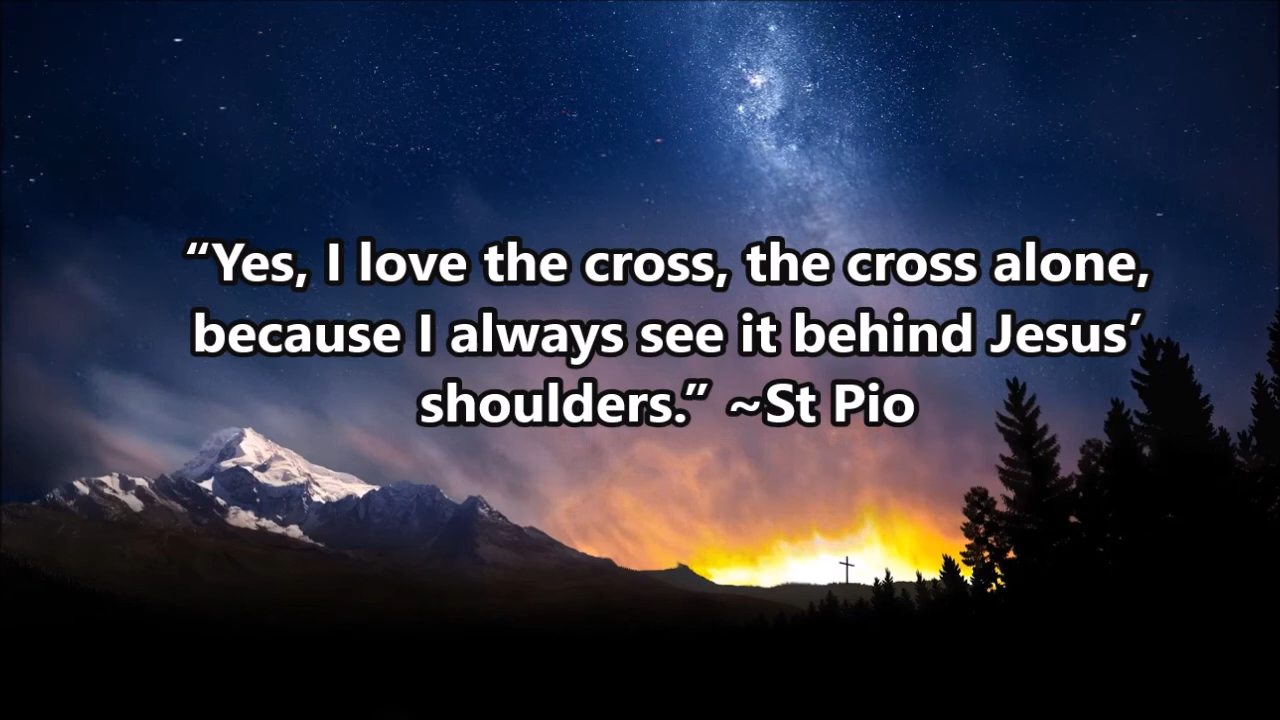 “Yes, I love the cross, the cross alone,
because I always see it behind Jesus’
shoulders.” ~St Pio